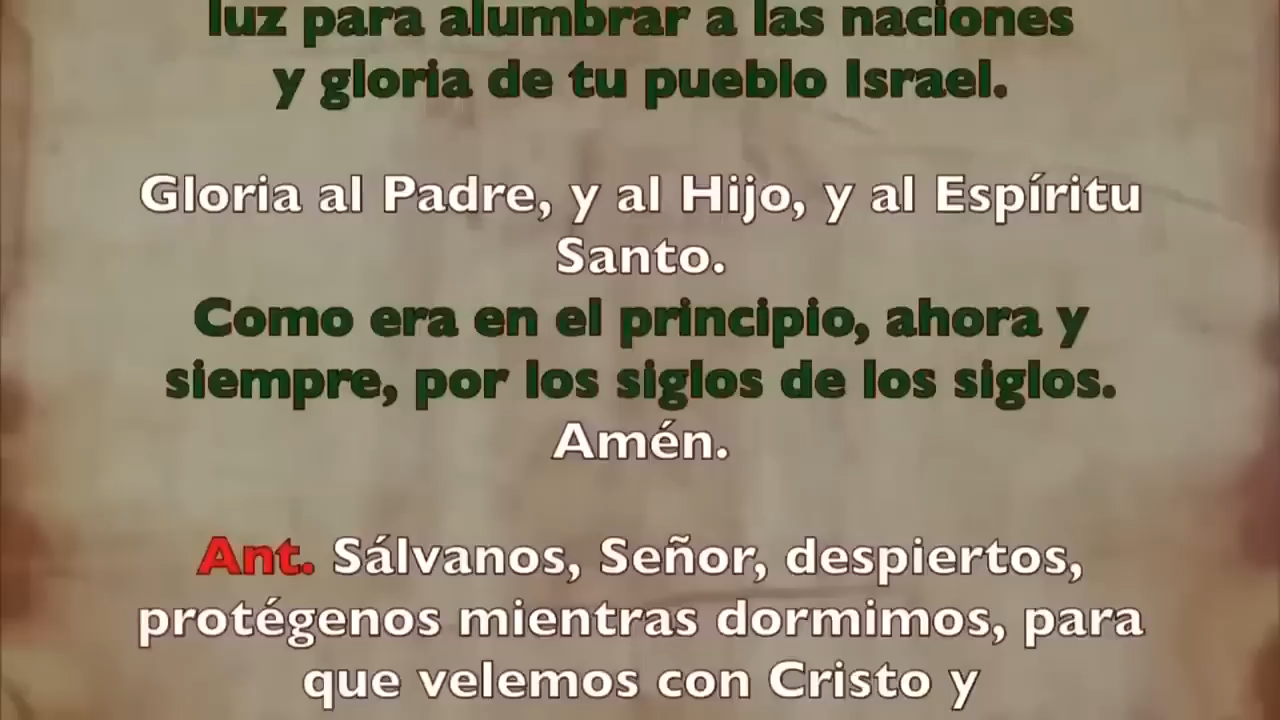 luz para alumbrar a las naciones
y gloria de tu pueblo Israel.
Gloria al Padre, y al Hijo, y al Espíritu
Santo.
Como era en el principio, ahora y
siempre, por los siglos de los siglos.
Amén.
Ant. Sálvanos, Señor, despiertos,
protégenos mientras dormimos, para
que velemos con Cristo y